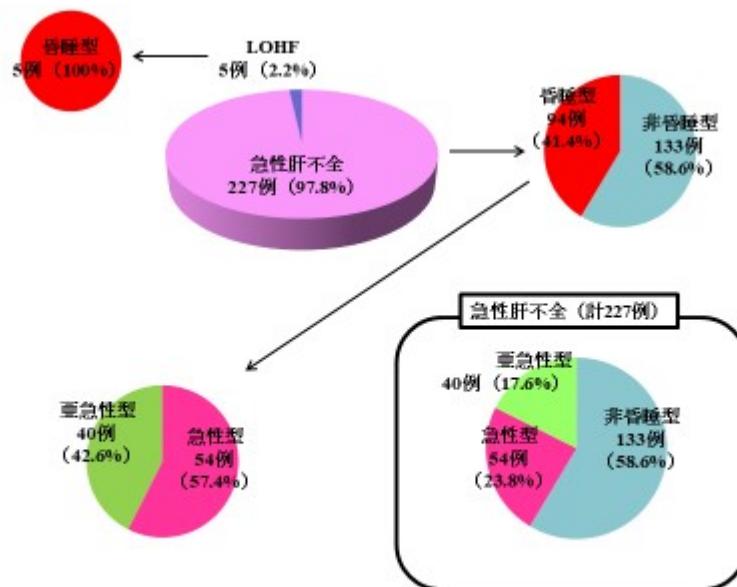 昏睡型
5例（100%）
LOHF
5例（2.2%）
急性肝不全
227例（97.8%）
昏睡型
94例
（41.4%）
非昏睡型
133例
（58.6%）
亜急性型
40例
（42.6%）
急性型
54例
（57.4%）
急性肝不全（計227例）
亜急性型
40例（17.6%）
急性型
54例
（23.8%）
非昏睡型
133例
（58.6%）